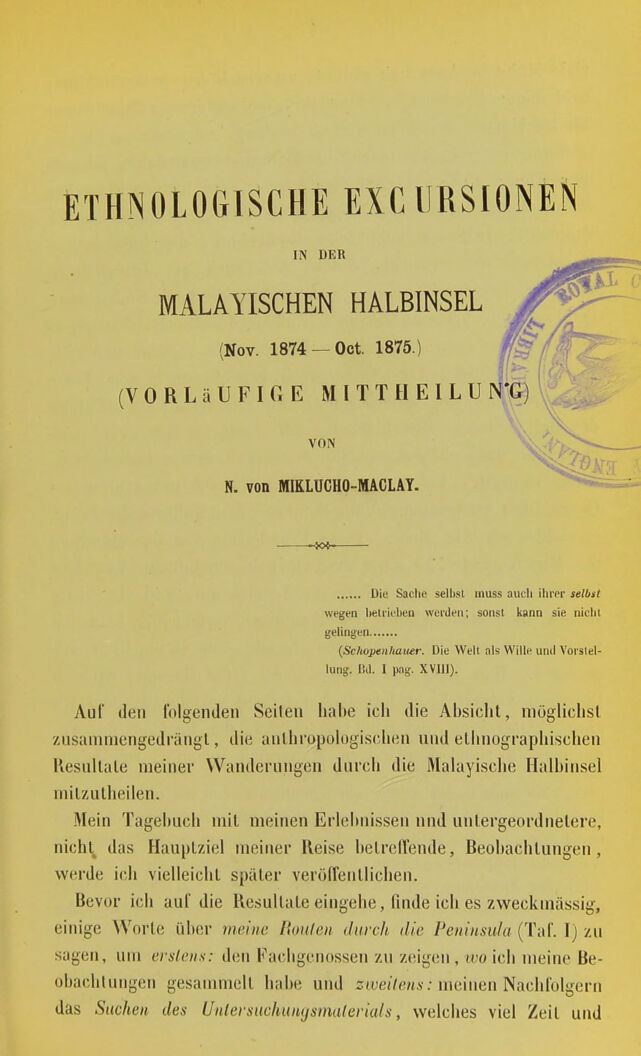 ETHNOLOGISCHE EXCURSIONEN
IN DER
MALAYISCHEN HALBINSEL
(Nov. 1874 — Oct. 1875.)
(VORLäUFIGE MITTHEILUNG)
VON
N. von MIKLUCHO-MACLAY.
ROYAL C
LIBRAR
ENGLAN
...... Die Sache selbst muss auch ihrer selbst
wegen betrieben werden; sonst kann sie nicht
gelingen.......
(Schopenhauer. Die Welt als Wille und Vorstel-
lung. Bd. I pag. XVIII).
Auf den folgenden Seiten habe ich die Absicht, möglichst
zusammengedrängt, die anthropologischen und ethnographischen
Resultate meiner Wanderungen durch die Malayische Halbinsel
mitzutheilen.
Mein Tagebuch mit meinen Erlebnissen und untergeordnetere,
nicht das Hauptziel meiner Reise betreffende, Beobachtungen,
werde ich vielleicht später veröffentlichen.
Bevor ich auf die Resultate eingehe, finde ich es zweckmässig,
einige Worte über meine Routen durch die Peninsula (Taf. I) zu
sagen, um erstens: den Fachgenossen zu zeigen, wo ich meine Be-
obachtungen gesammelt habe und zweitens: meinen Nachfolgern
das Suchen des Untersuchungsmaterials, welches viel Zeit und